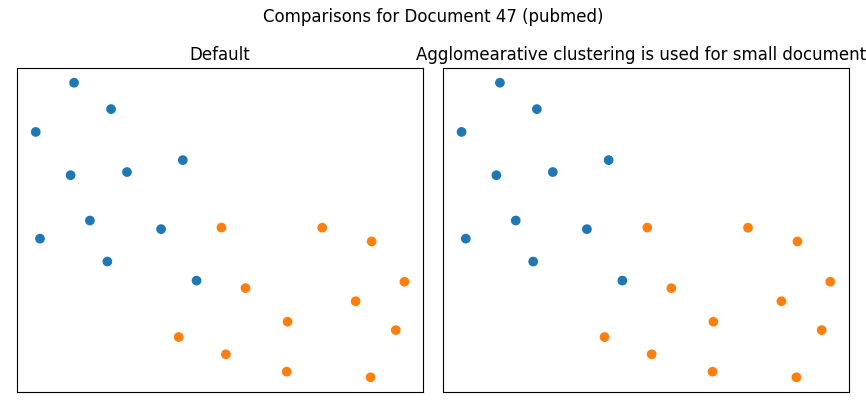 Comparisons for Document 47 (pubmed)
Default
Agglomearative clustering is used for small document